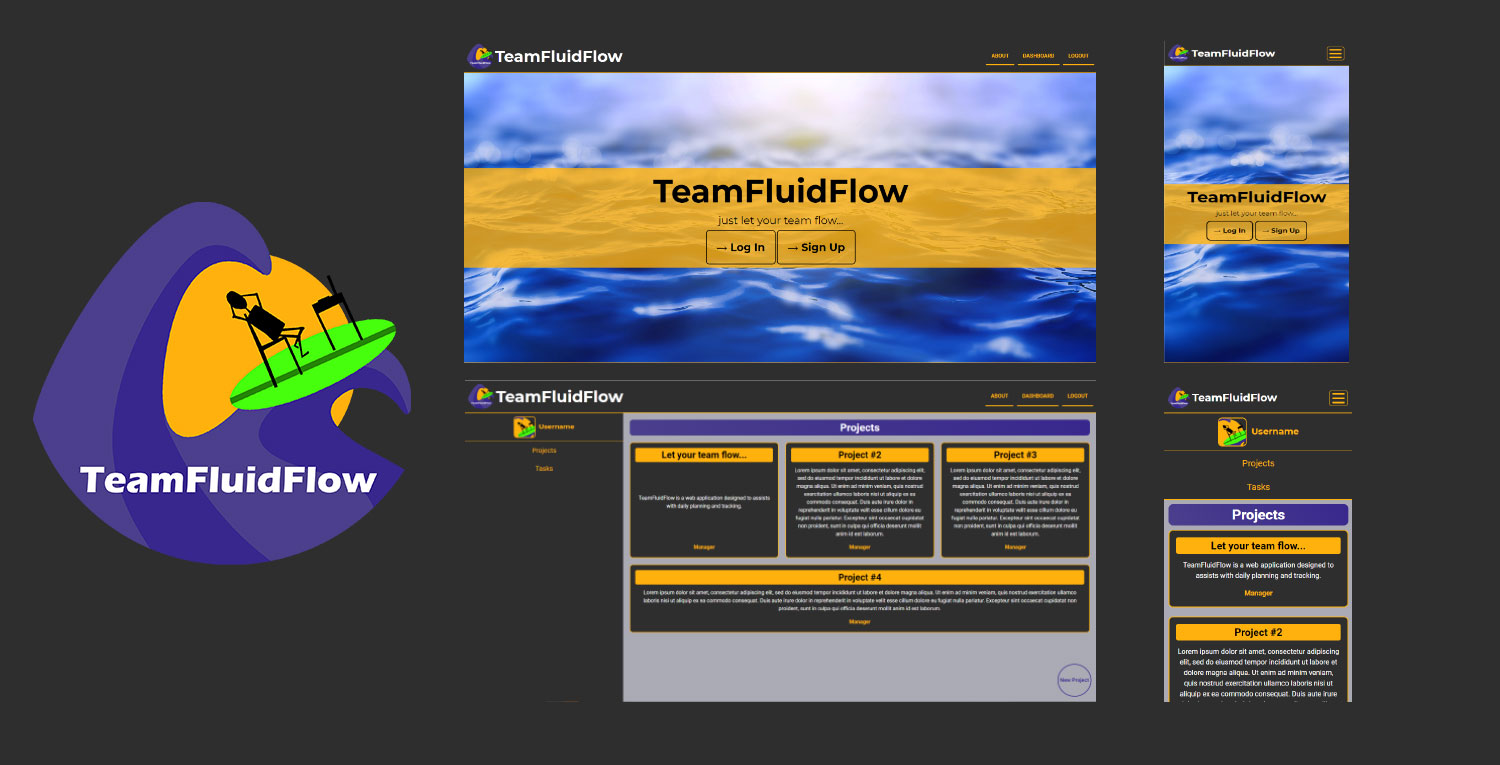 TeamFluidFlow
TeamFluidFlow
ABOUT DASHBOARD LOGOUT
TeamFluidFlow
just let your team flow...
→ Log In → Sign Up
TeamFluidFlow
TeamFluidFlow
just let your team flow...
→ Log In → Sign Up
TeamFluidFlow
ABOUT DASHBOARD LOGOUT
Username
Projects
Tasks
Projects
Let your team flow...
TeamFluidFlow is a web application designed to assists
with daily planning and tracking.
Manager
Project #2
Lorem ipsum dolor sit amet, consectetur adipiscing elit,
sed do eiusmod tempor incididunt ut labore et dolore
magna aliqua. Ut enim ad minim veniam, quis nostrud
exercitation ullamco laboris nisi ut aliquip ex ea
commodo consequat. Duis aute irure dolor in
reprehenderit in voluptate velit esse cillum dolore eu
fugiat nulla pariatur. Excepteur sint occaecat cupidatat
non proident, sunt in culpa qui officia deserunt mollit
anim id est laborum.
Manager
Project #3
Lorem ipsum dolor sit amet, consectetur adipiscing elit,
sed do eiusmod tempor incididunt ut labore et dolore
magna aliqua. Ut enim ad minim veniam, quis nostrud
exercitation ullamco laboris nisi ut aliquip ex ea
commodo consequat. Duis aute irure dolor in
reprehenderit in voluptate velit esse cillum dolore eu
fugiat nulla pariatur. Excepteur sint occaecat cupidatat
non proident, sunt in culpa qui officia deserunt mollit
anim id est laborum.
Manager
Project #4
Lorem ipsum dolor sit amet, consectetur adipiscing elit, sed do eiusmod tempor incididunt ut labore et dolore magna aliqua. Ut enim ad minim veniam, quis nostrud exercitation ullamco
laboris nisi ut aliquip ex ea commodo consequat. Duis aute irure dolor in reprehenderit in voluptate velit esse cillum dolore eu fugiat nulla pariatur. Excepteur sint occaecat cupidatat non
proident, sunt in culpa qui officia deserunt mollit anim id est laborum.
Manager
New Project
TeamFluidFlow
Username
Projects
Tasks
Projects
Let your team flow...
TeamFluidFlow is a web application designed to
assists with daily planning and tracking.
Manager
Project #2
Lorem ipsum dolor sit amet, consectetur adipiscing
elit, sed do eiusmod tempor incididunt ut labore et
dolore magna aliqua. Ut enim ad minim veniam,
quis nostrud exercitation ullamco laboris nisi ut
aliquip ex ea commodo consequat. Duis aute irure